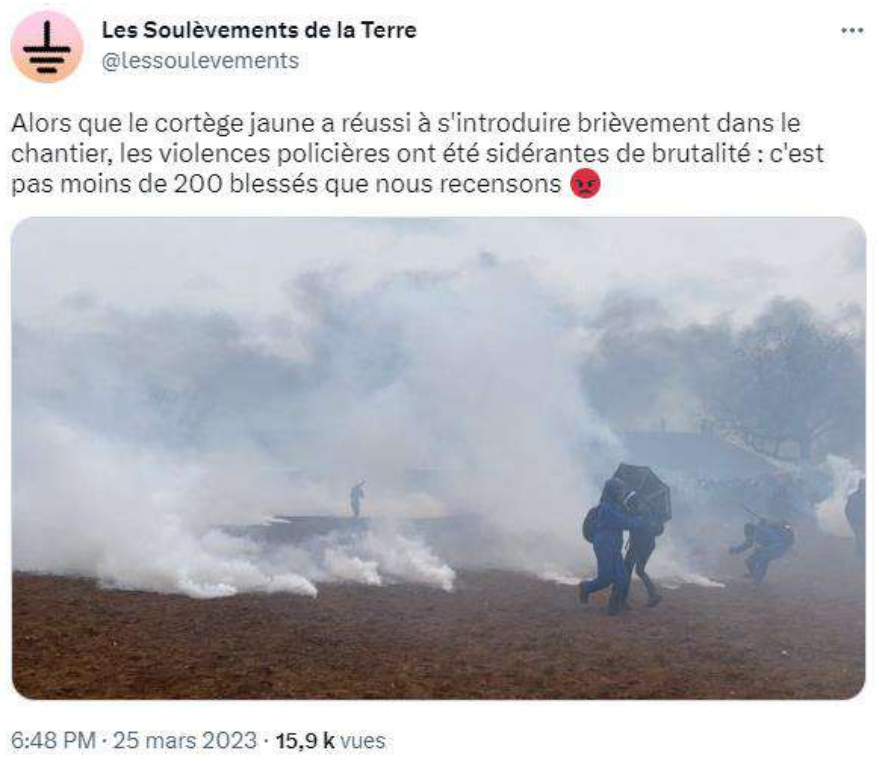 Les Soulèvements de la Terre
@lessoulevements
Alors que le cortège jaune a réussi à s'introduire brièvement dans le
chantier, les violences policières ont été sidérantes de brutalité : c'est
pas moins de 200 blessés que nous recensons 😡
6:48 PM · 25 mars 2023 · 15,9 k vues